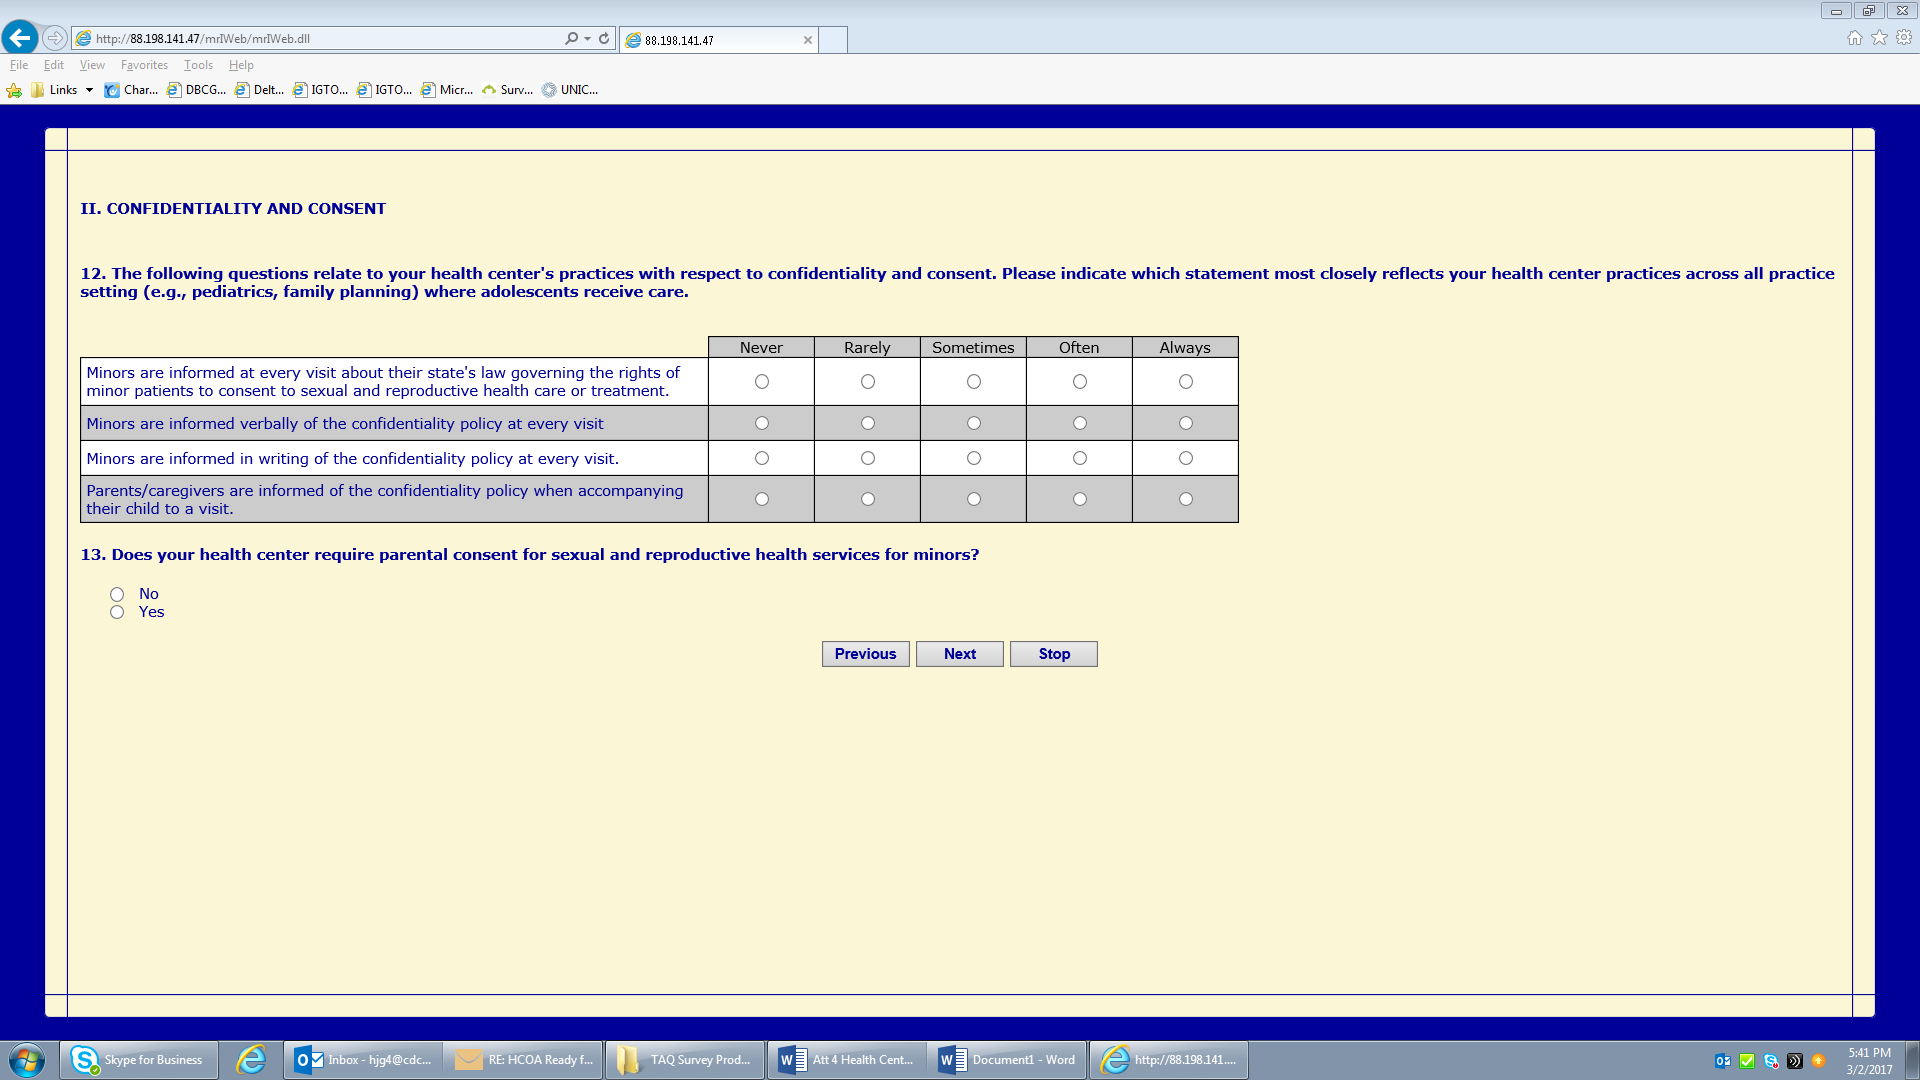 http://88.198.141.47/mrIWeb/mrIWeb.dll
88.198.141.47
File Edit View Favorites Tools Help
Links Char... DBCG... Delt... IGTO... IGTO... Micr... Surv... UNIC...
II. CONFIDENTIALITY AND CONSENT
12. The following questions relate to your health center's practices with respect to confidentiality and consent. Please indicate which statement most closely reflects your health center practices across all practice
setting (e.g., pediatrics, family planning) where adolescents receive care.
Never Rarely Sometimes Often Always
Minors are informed at every visit about their state's law governing the rights of
minor patients to consent to sexual and reproductive health care or treatment.
Minors are informed verbally of the confidentiality policy at every visit
Minors are informed in writing of the confidentiality policy at every visit.
Parents/caregivers are informed of the confidentiality policy when accompanying
their child to a visit.
13. Does your health center require parental consent for sexual and reproductive health services for minors?
No
Yes
Previous Next Stop
Skype for Business Inbox - hjg4@cdc... RE: HCOA Ready f... TAQ Survey Prod... Att 4 Health Cent... Document1 - Word http://88.198.141....
5:41 PM
3/2/2017